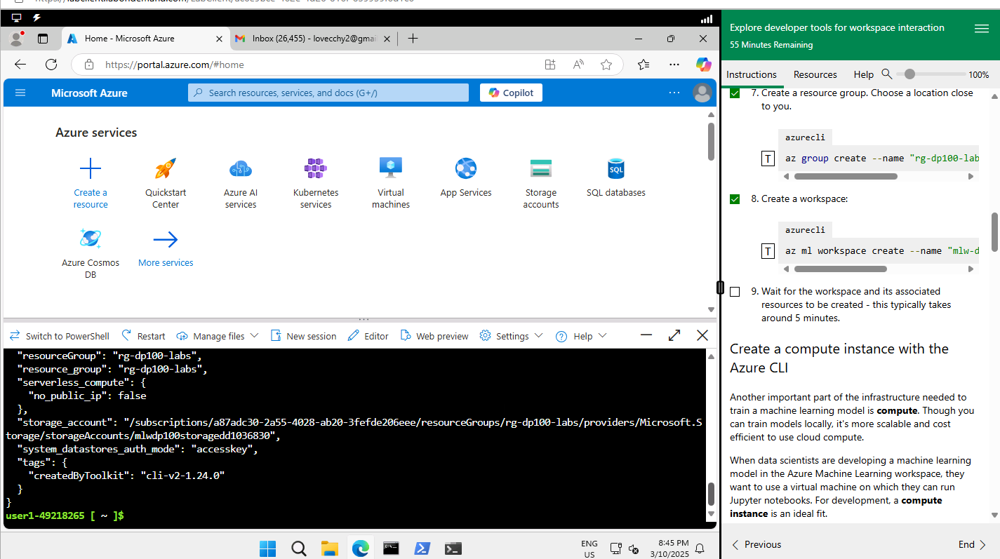 Home - Microsoft Azure
Inbox (26,455) - lovecchy2@gmai
https://portal.azure.com/#home
Microsoft Azure
Search resources, services, and docs (G+/)
Copilot
Azure services
Create a resource
Quickstart Center
Azure AI services
Kubernetes services
Virtual machines
App Services
Storage accounts
SQL databases
SQL
Azure Cosmos DB
More services
Switch to PowerShell
Restart
Manage files
New session
Editor
Web preview
Settings
Help
"resourceGroup": "rg-dp100-labs",
"resource_group": "rg-dp100-labs",
"serverless_compute": {
"no_public_ip": false
},
"storage_account": "/subscriptions/a87adc30-2a55-4028-ab20-3fefde206eee/resourceGroups/rg-dp100-labs/providers/Microsoft.S
torage/storageAccounts/mlwdp100storagedd1036830",
"system_datastores_auth_mode": "accesskey",
"tags": {
"createdByToolkit": "cli-v2-1.24.0"
}
}
user1-49218265 [ ~ ]$
ENG
US
8:45 PM
3/10/2025
Explore developer tools for workspace interaction
55 Minutes Remaining
Instructions
Resources
Help
100%
7. Create a resource group. Choose a location close
to you.
azurecli
T
az group create --name "rg-dp100-lab
8. Create a workspace:
azurecli
T
az ml workspace create --name "mlw-d
9. Wait for the workspace and its associated
resources to be created - this typically takes
around 5 minutes.
Create a compute instance with the
Azure CLI
Another important part of the infrastructure needed to
train a machine learning model is compute. Though you
can train models locally, it's more scalable and cost
efficient to use cloud compute.
When data scientists are developing a machine learning
model in the Azure Machine Learning workspace, they
want to use a virtual machine on which they can run
Jupyter notebooks. For development, a compute
instance is an ideal fit.
Previous
End